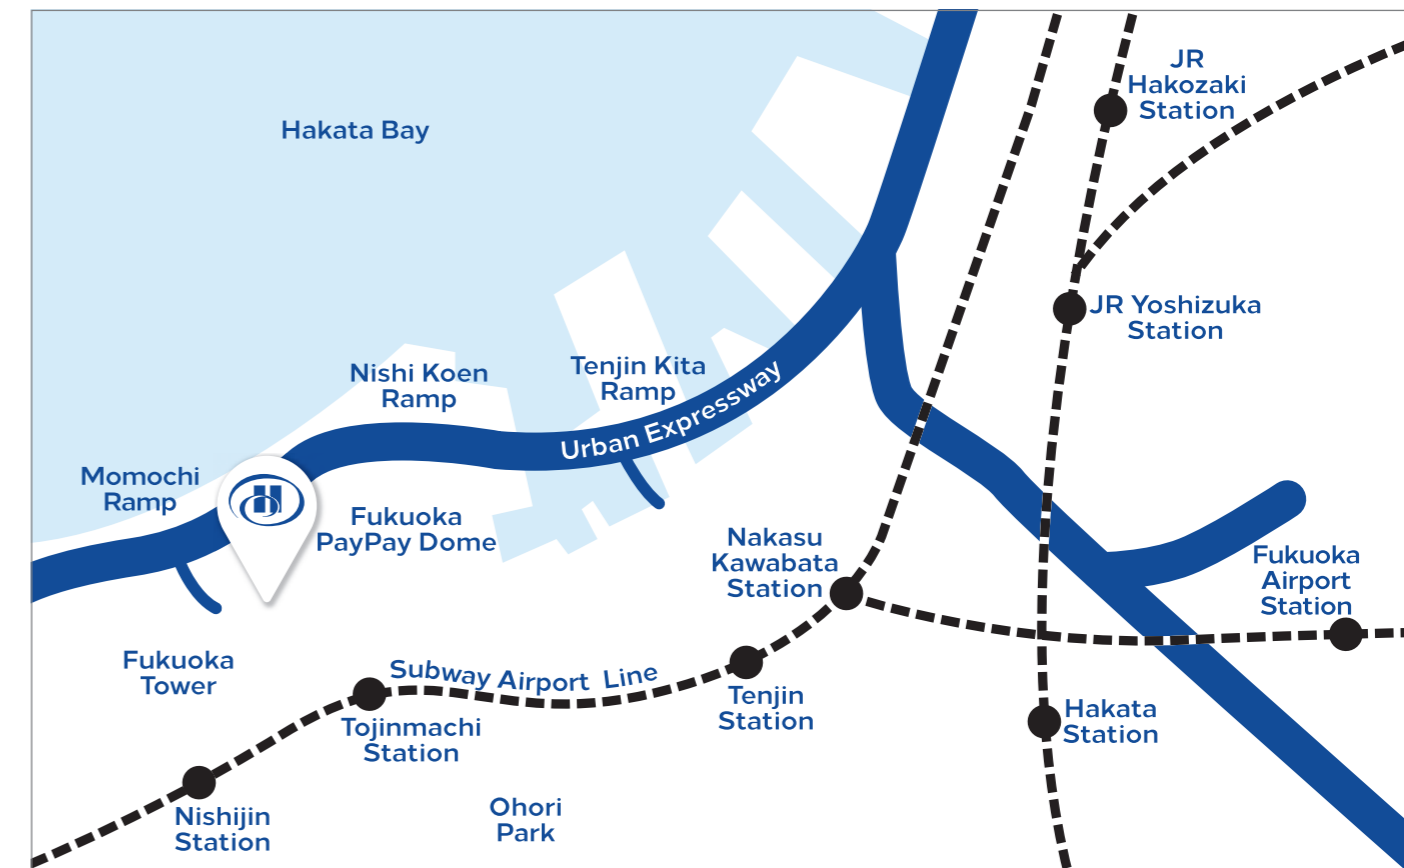 JR
Hakozaki
Station
Hakata Bay
JR Yoshizuka
Station
Nishi Koen
Ramp
Tenjin Kita
Ramp
Urban Expressway
Momochi
Ramp
Fukuoka
PayPay Dome
Nakasu
Kawabata
Station
Fukuoka
Airport
Station
Fukuoka
Tower
Subway Airport Line
Tenjin
Station
Hakata
Station
Tojinmachi
Station
Nishijin
Station
Ohori
Park